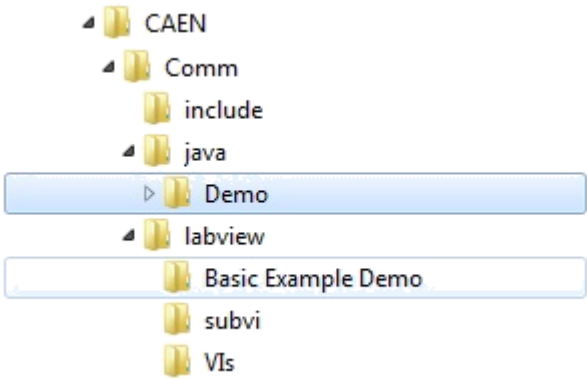 CAEN
Comm
include
java
Demo
labview
Basic Example Demo
subvi
VIs